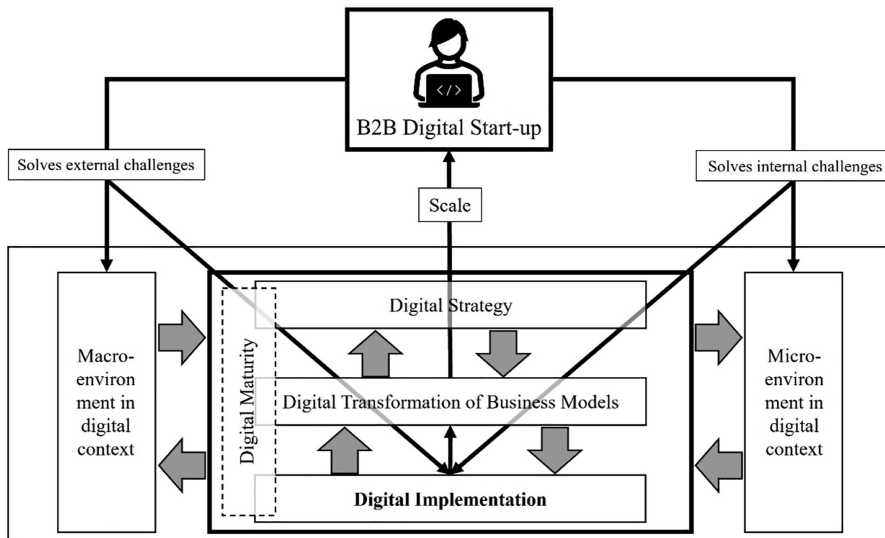 </>
B2B Digital Start-up
Solves external challenges
Solves internal challenges
Scale
Digital Strategy
Macro-
environ
ment in
digital
context
Digital Maturity
Digital Transformation of Business Models
Micro-
environ
ment in
digital
context
Digital Implementation